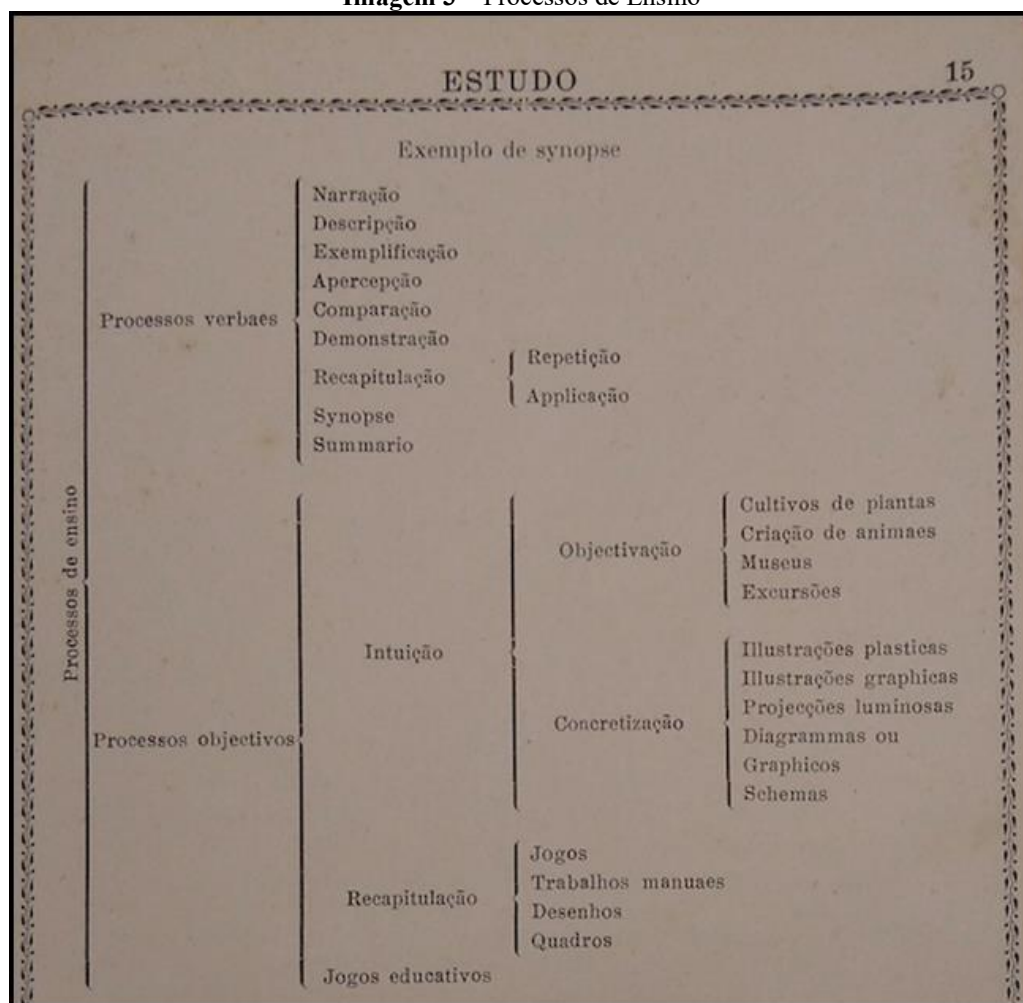 Imagem 3 – Processos de Ensino
ESTUDO 15
Exemplo de synopse
Processos de ensino
Processos verbaes
Narração
Descripção
Exemplificação
Apercepção
Comparação
Demonstração
Recapitulação
Repetição
Applicação
Synopse
Summario
Processos objectivos
Intuição
Objectivação
Cultivos de plantas
Criação de animaes
Museus
Excursões
Concretização
Illustrações plasticas
Illustrações graphicas
Projecções luminosas
Diagrammas ou
Graphicos
Schemas
Recapitulação
Jogos
Trabalhos manuaes
Desenhos
Quadros
Jogos educativos